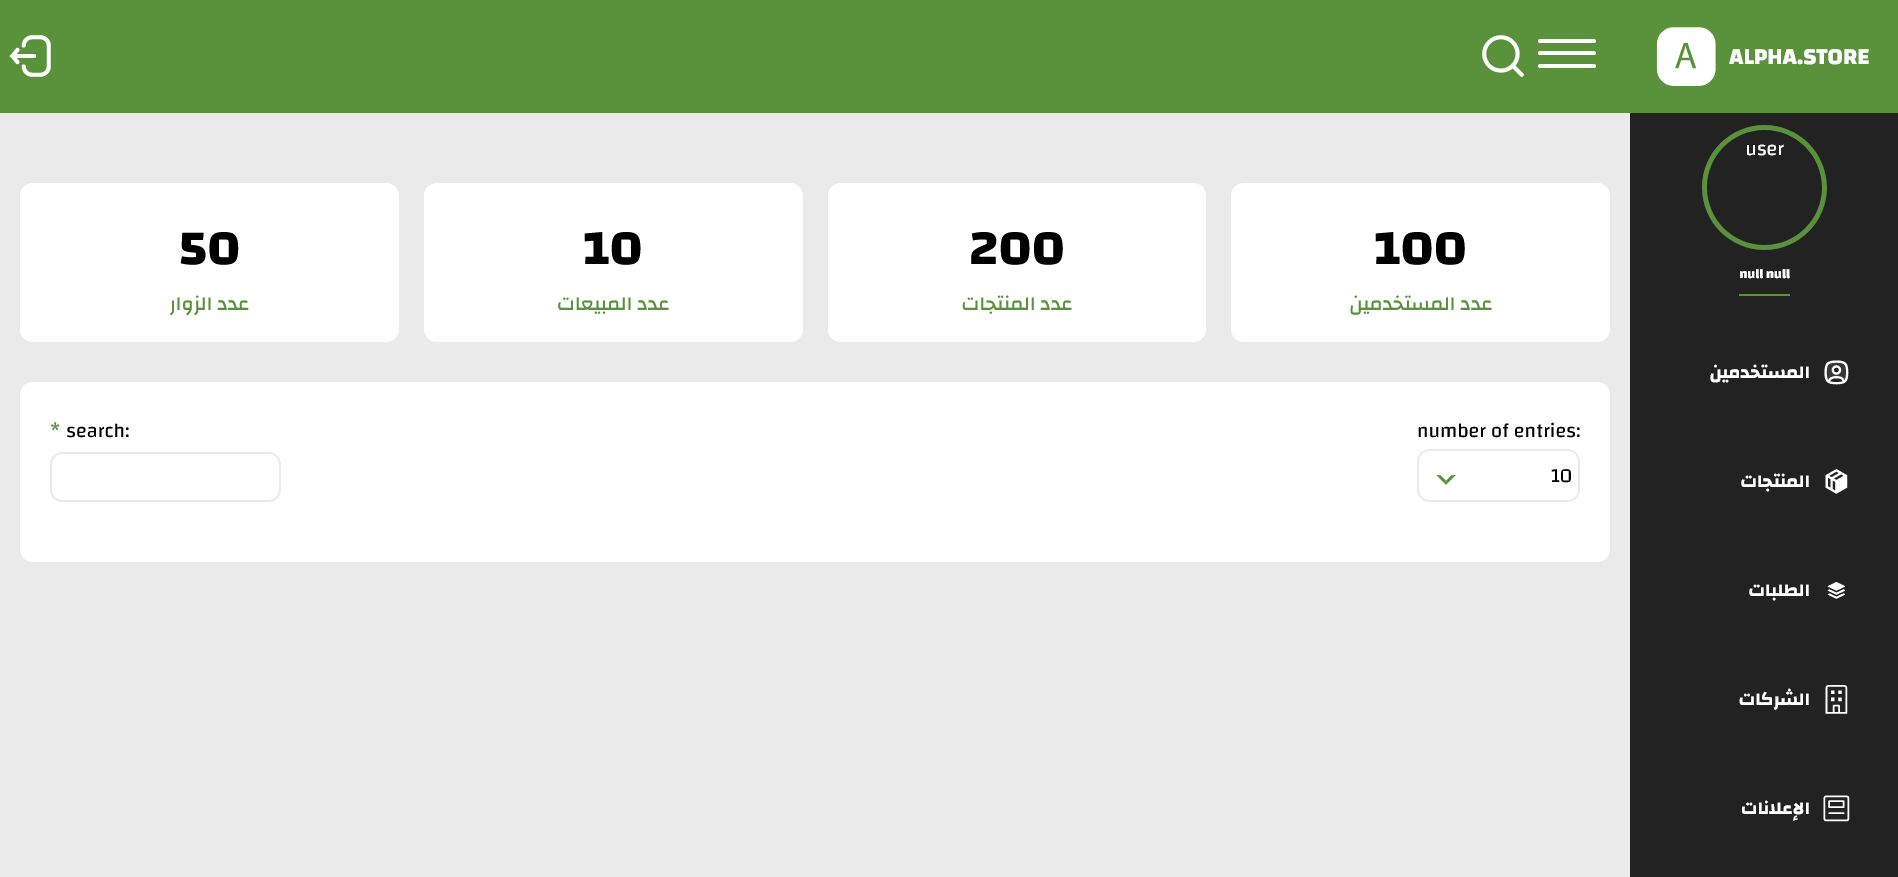 A ALPHA.STORE
user
null null
المستخدمين
المنتجات
الطلبات
الشركات
الإعلانات
100
عدد المستخدمين
200
عدد المنتجات
10
عدد المبيعات
50
عدد الزوار
number of entries:
10
* search: